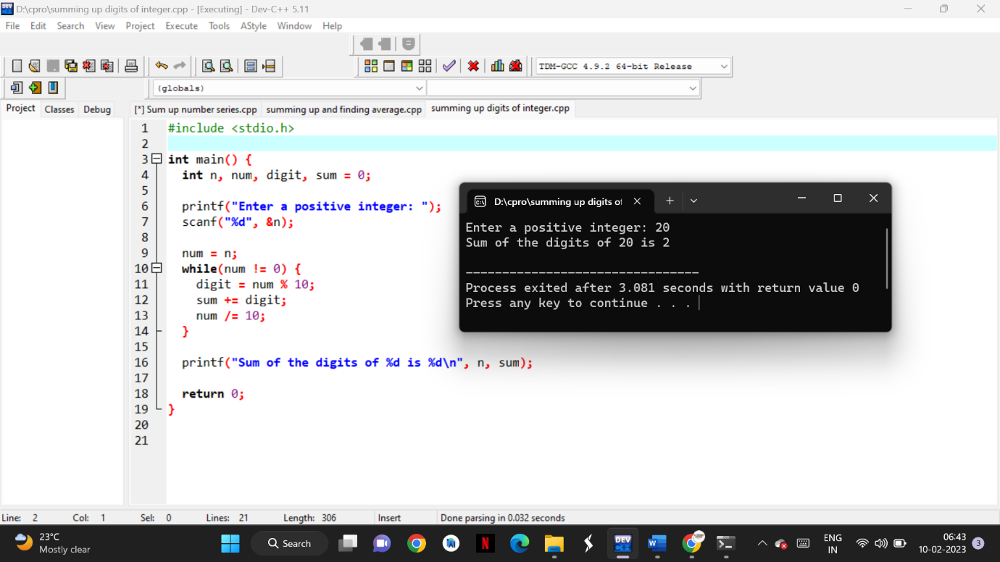 D:\cpro\summing up digits of integer.cpp - [Executing] - Dev-C++ 5.11
File Edit Search View Project Execute Tools AStyle Window Help
TDM-GCC 4.9.2 64-bit Release
(globals)
Project Classes Debug
[*] Sum up number series.cpp summing up and finding average.cpp summing up digits of integer.cpp
1 #include <stdio.h>
2
3 int main() {
4 int n, num, digit, sum = 0;
5
6 printf("Enter a positive integer: ");
7 scanf("%d", &n);
8
9 num = n;
10 while(num != 0) {
11 digit = num % 10;
12 sum += digit;
13 num /= 10;
14 }
15
16 printf("Sum of the digits of %d is %d\n", n, sum);
17
18 return 0;
19 }
20
21
D:\cpro\summing up digits of
Enter a positive integer: 20
Sum of the digits of 20 is 2
--------------------------------
Process exited after 3.081 seconds with return value 0
Press any key to continue . . .
Line: 2 Col: 1 Sel: 0 Lines: 21 Length: 306 Insert Done parsing in 0.032 seconds
23°C
Mostly clear
Search
DEV
C++
W
N
ENG
IN
06:43
10-02-2023
3